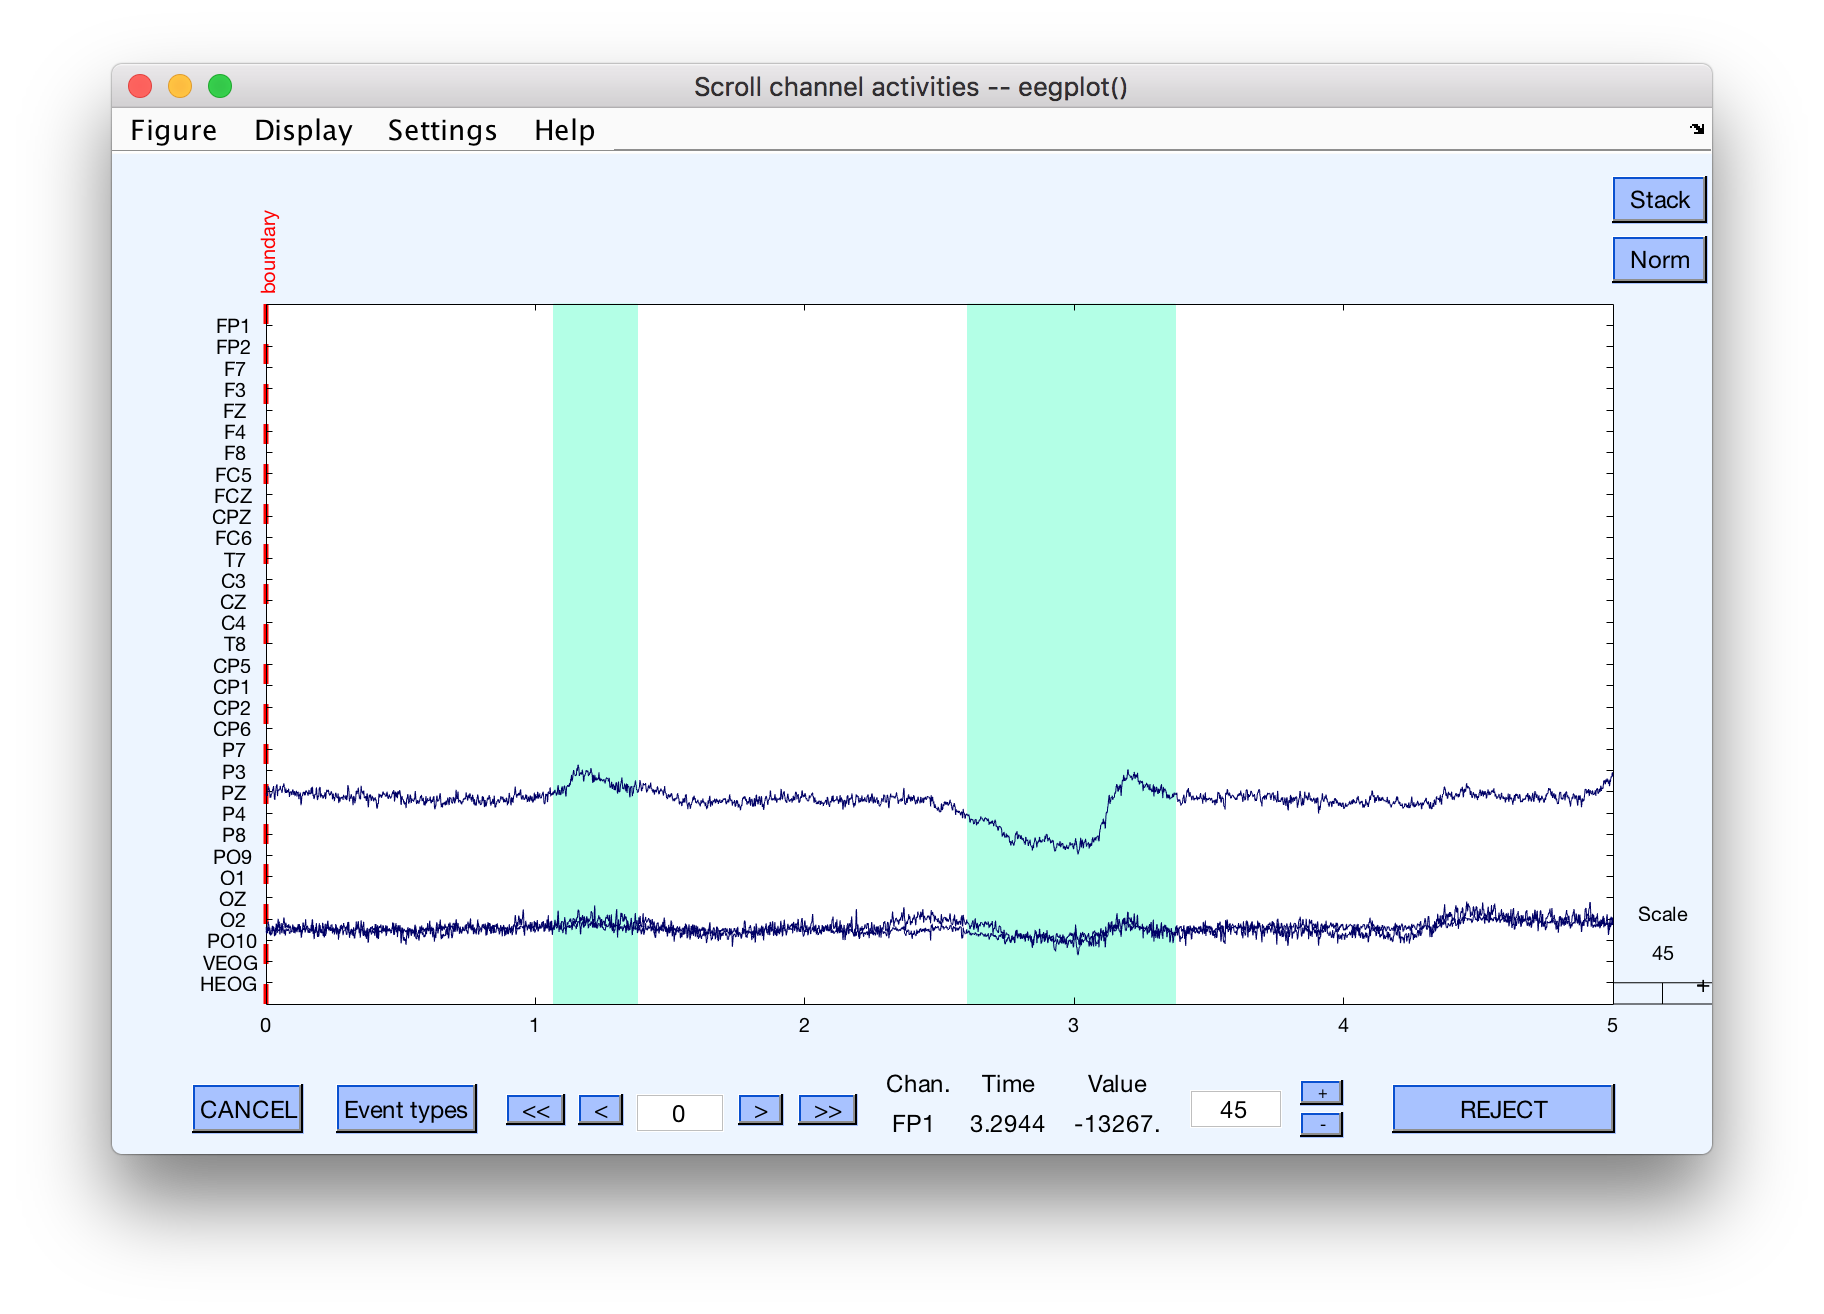 Scroll channel activities -- eegplot()
Figure Display Settings Help
Stack
Norm
boundary
FP1
FP2
F7
F3
FZ
F4
F8
FC5
FCZ
CPZ
FC6
T7
C3
CZ
C4
T8
CP5
CP1
CP2
CP6
P7
P3
PZ
P4
P8
PO9
O1
OZ
O2
PO10
VEOG
HEOG
Scale
45
+
0 1 2 3 4 5
Chan. Time Value
CANCEL Event types << < 0 > >> FP1 3.2944 -13267. 45 + - REJECT